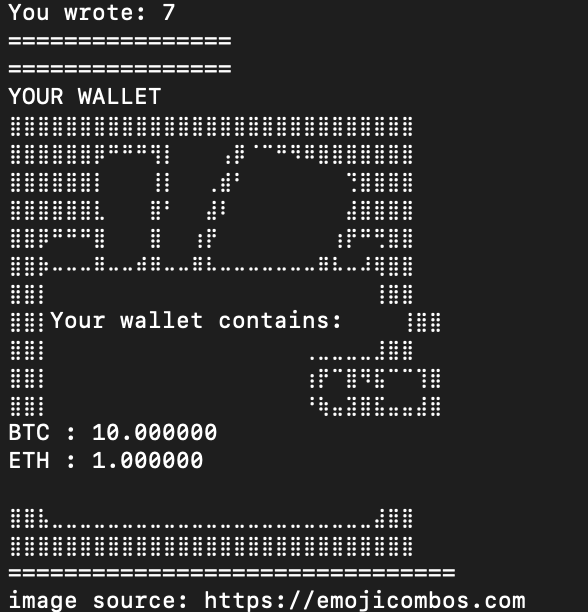 You wrote: 7
================
================
YOUR WALLET
Your wallet contains:
BTC : 10.000000
ETH : 1.000000
================================
image source: https://emojicombos.com